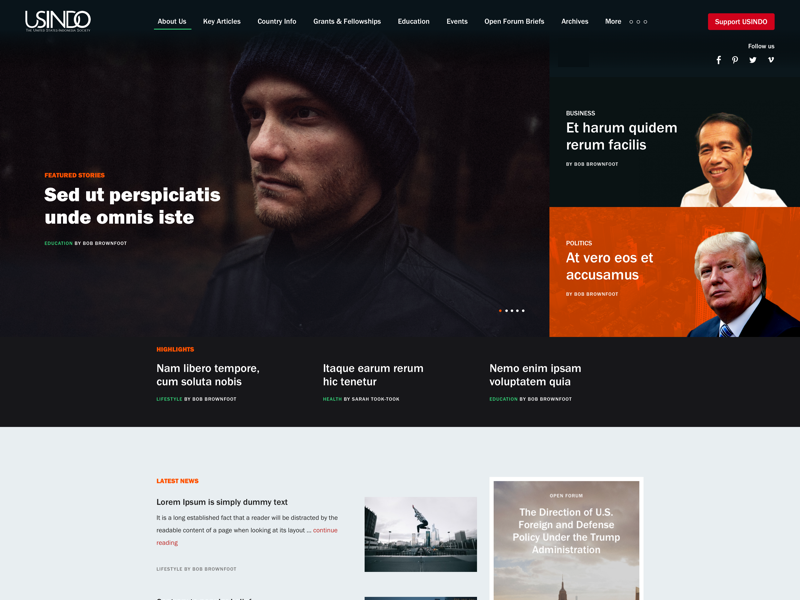 USINDO
THE UNITED STATES INDONESIA SOCIETY
About Us
Key Articles
Country Info
Grants & Fellowships
Education
Events
Open Forum Briefs
Archives
More
Support USINDO
Follow us
FEATURED STORIES
Sed ut perspiciatis
unde omnis iste
EDUCATION BY BOB BROWNFOOT
BUSINESS
Et harum quidem
rerum facilis
BY BOB BROWNFOOT
POLITICS
At vero eos et
accusamus
BY BOB BROWNFOOT
HIGHLIGHTS
Nam libero tempore,
cum soluta nobis
LIFESTYLE BY BOB BROWNFOOT
Itaque earum rerum
hic tenetur
HEALTH BY SARAH TOOK-TOOK
Nemo enim ipsam
voluptatem quia
EDUCATION BY BOB BROWNFOOT
LATEST NEWS
Lorem Ipsum is simply dummy text
It is a long established fact that a reader will be distracted by the
readable content of a page when looking at its layout ... continue
reading
LIFESTYLE BY BOB BROWNFOOT
OPEN FORUM
The Direction of U.S.
Foreign and Defense
Policy Under the Trump
Administration